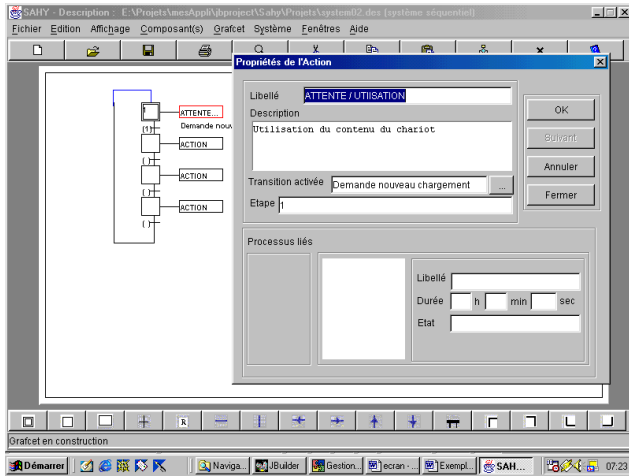 SAHY - Description : E:\Projets\mesAppli\jbproject\Sahy\Projets\system02.des (système séquentiel)
Fichier Edition Affichage Composant(s) Grafcet Système Fenêtres Aide
Propriétés de l'Action
Libellé ATTENTE / UTIISATION
Description
Utilisation du contenu du chariot
OK
Suivant
Annuler
Fermer
Transition activée Demande nouveau chargement ...
Etape 1
Processus liés
Libellé
Durée h min sec
Etat
1 ATTENTE...
(1) Demande nouv
ACTION
( )
ACTION
( )
ACTION
( )
R
Grafcet en construction
Démarrer Naviga... JBuilder Gestion... ecran - ... Exempl... SAH... 07:23